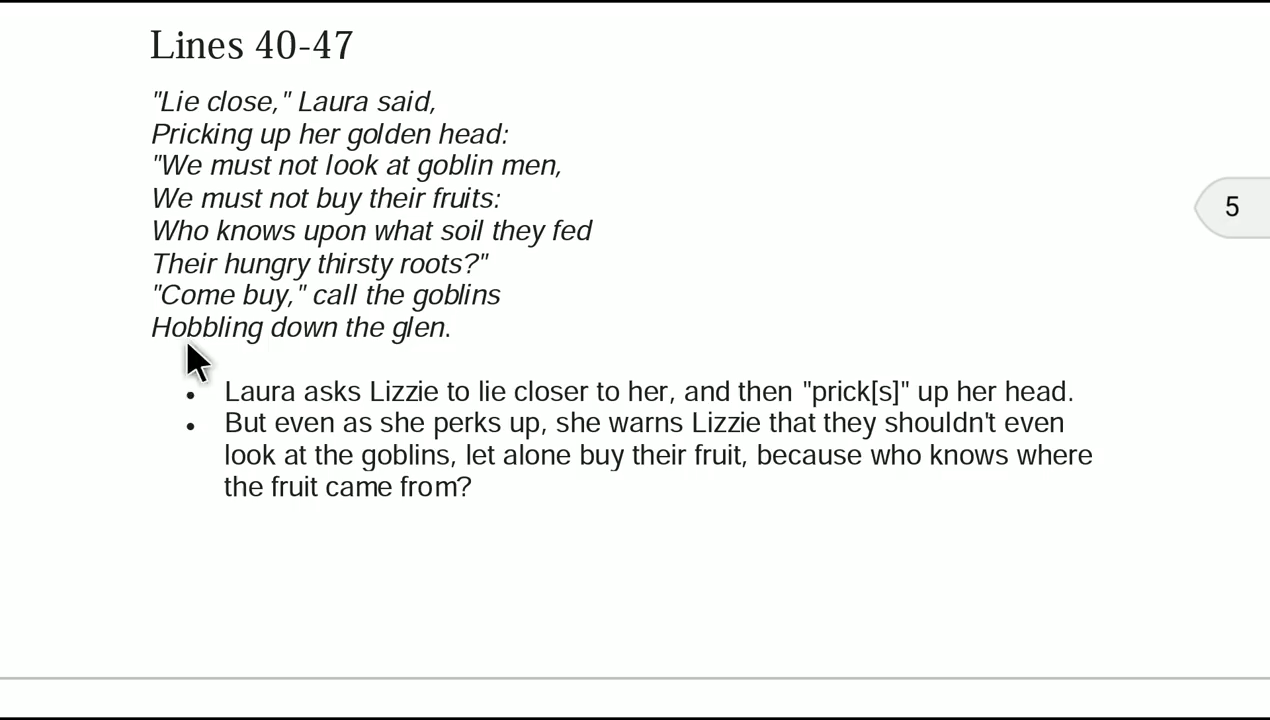 Lines 40-47
"Lie close," Laura said,
Pricking up her golden head:
"We must not look at goblin men,
We must not buy their fruits:
Who knows upon what soil they fed
Their hungry thirsty roots?"
"Come buy," call the goblins
Hobbling down the glen.
5
• Laura asks Lizzie to lie closer to her, and then "prick[s]" up her head.
• But even as she perks up, she warns Lizzie that they shouldn't even
look at the goblins, let alone buy their fruit, because who knows where
the fruit came from?